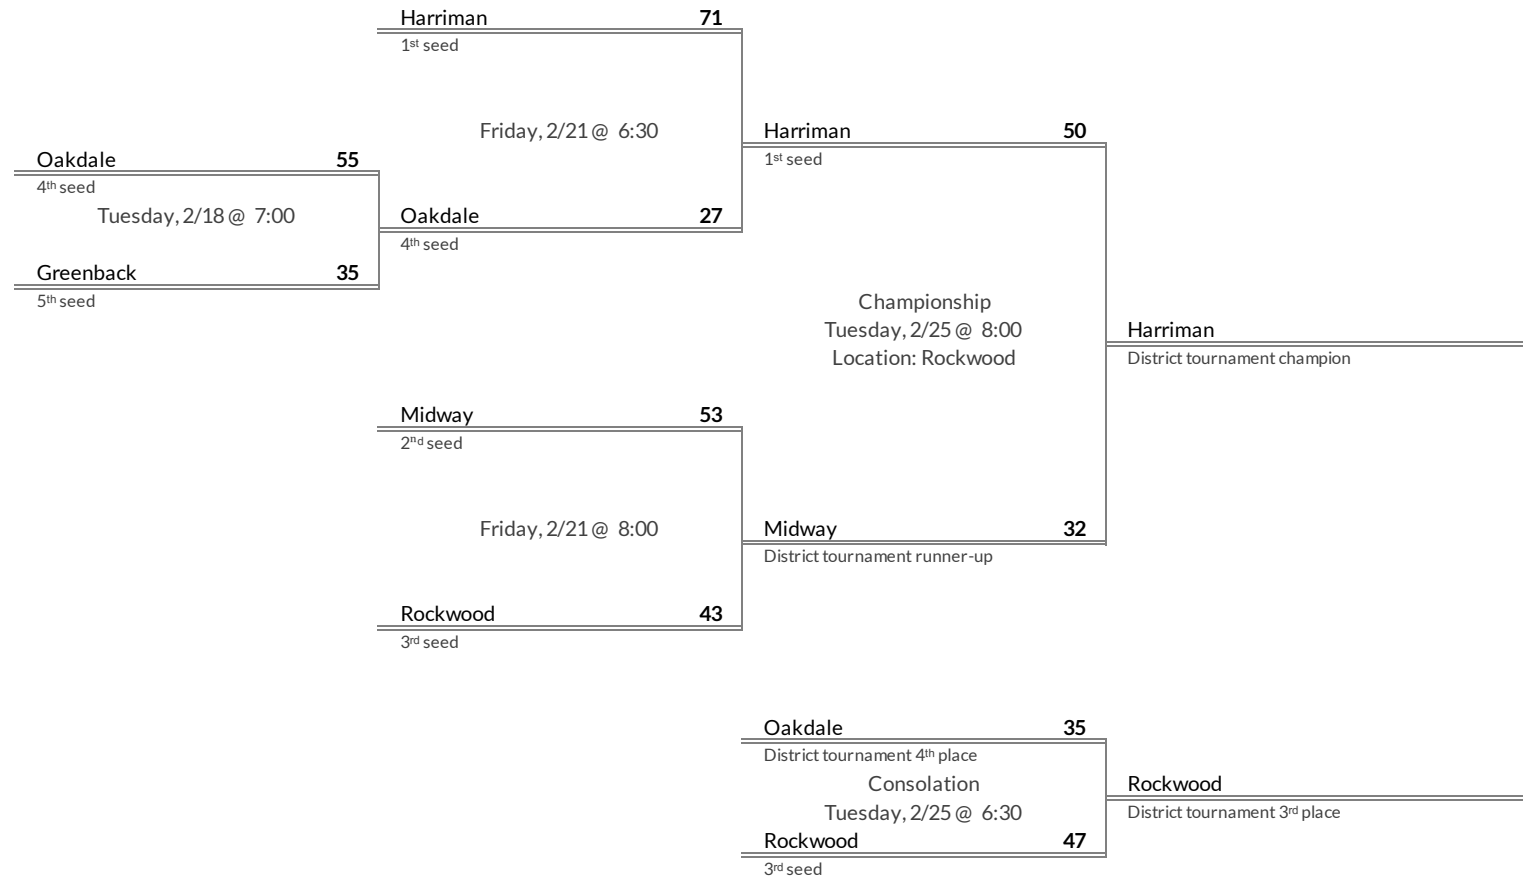 Harriman 71
1st seed
Friday, 2/21 @ 6:30
Harriman 50
1st seed
Oakdale 55
4th seed
Tuesday, 2/18 @ 7:00
Oakdale 27
4th seed
Greenback 35
5th seed
Championship
Tuesday, 2/25 @ 8:00
Location: Rockwood
Harriman
District tournament champion
Midway 53
2nd seed
Friday, 2/21 @ 8:00
Midway 32
District tournament runner-up
Rockwood 43
3rd seed
Oakdale 35
District tournament 4th place
Consolation
Tuesday, 2/25 @ 6:30
Rockwood
District tournament 3rd place
Rockwood 47
3rd seed